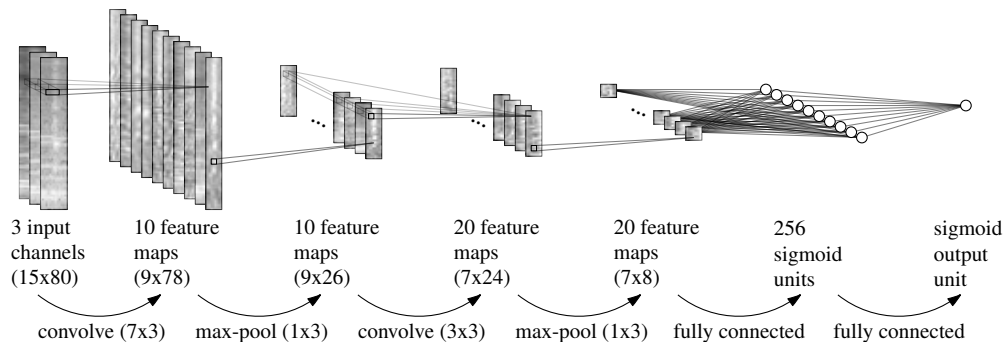 3 input
channels
(15x80)
10 feature
maps
(9x78)
10 feature
maps
(9x26)
20 feature
maps
(7x24)
20 feature
maps
(7x8)
256
sigmoid
units
sigmoid
output
unit
convolve (7x3)
max-pool (1x3)
convolve (3x3)
max-pool (1x3)
fully connected
fully connected